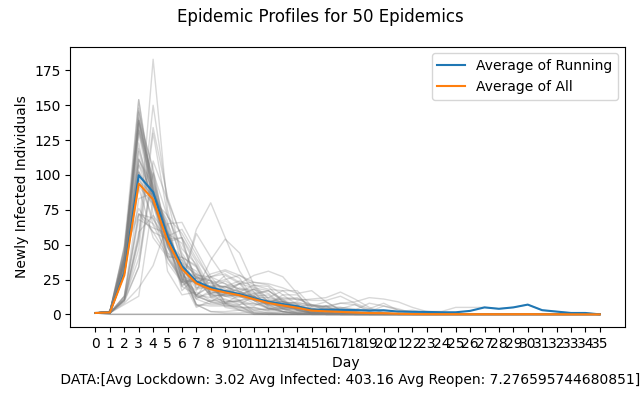 Epidemic Profiles for 50 Epidemics
Average of Running
Average of All
Newly Infected Individuals
175
150
125
100
75
50
25
0
0 1 2 3 4 5 6 7 8 9 10 11 12 13 14 15 16 17 18 19 20 21 22 23 24 25 26 27 28 29 30 31 32 33 34 35
Day
DATA:[Avg Lockdown: 3.02 Avg Infected: 403.16 Avg Reopen: 7.276595744680851]